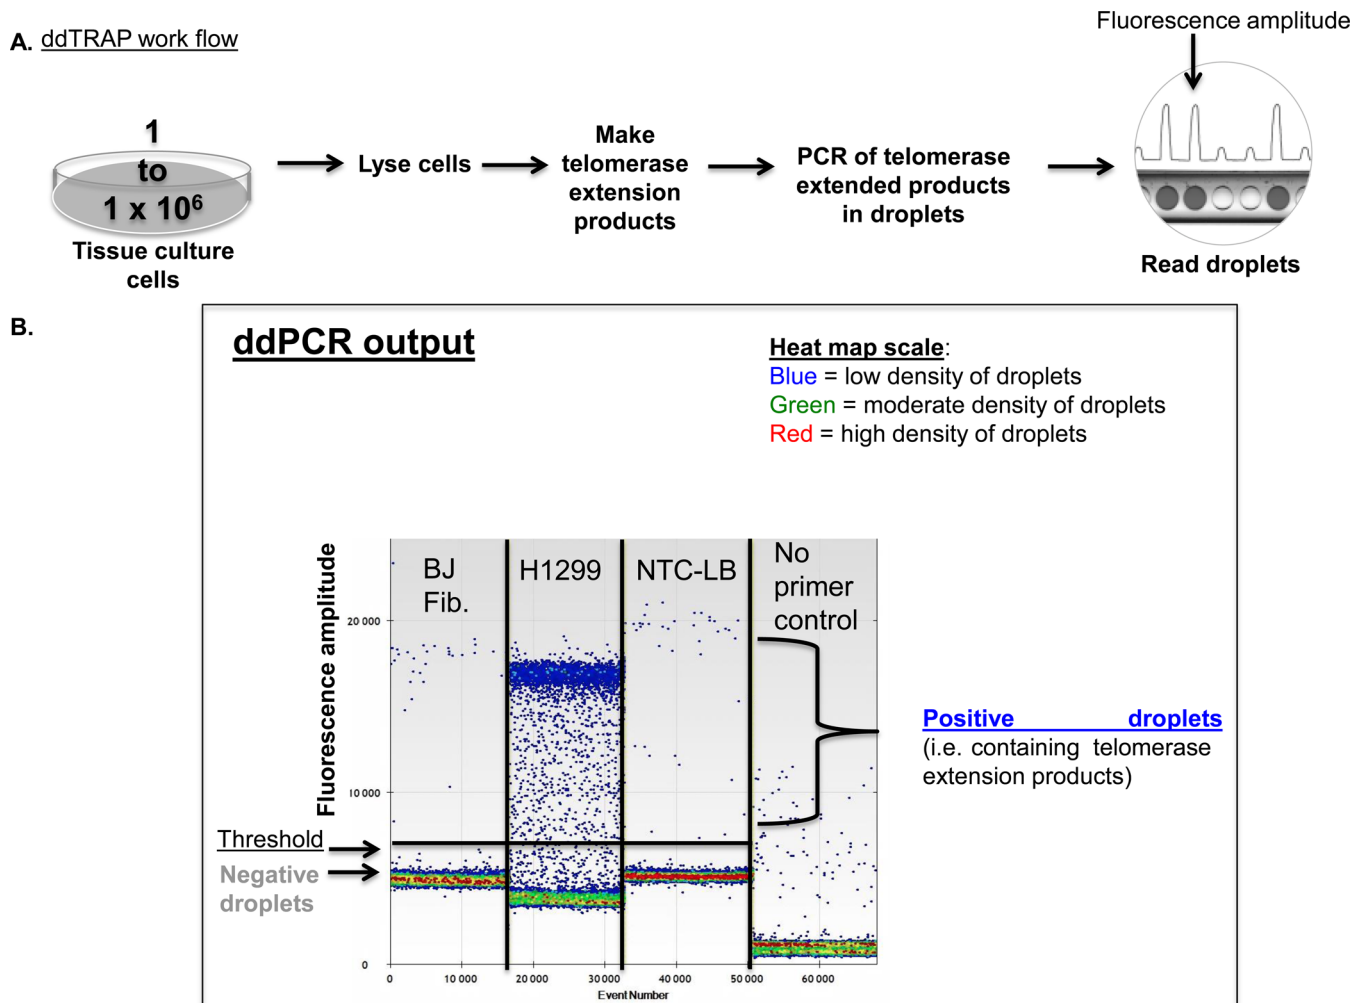 A. ddTRAP work flow
Fluorescence amplitude
1
to
1 x 10⁶
Tissue culture
cells
Lyse cells
Make
telomerase
extension
products
PCR of telomerase
extended products
in droplets
Read droplets
B.
ddPCR output
Heat map scale:
Blue = low density of droplets
Green = moderate density of droplets
Red = high density of droplets
Fluorescence amplitude
20 000
10 000
0
BJ
Fib.
H1299
NTC-LB
No
primer
control
Positive droplets
(i.e. containing telomerase
extension products)
Threshold
Negative
droplets
0
10 000
20 000
30 000
40 000
50 000
60 000
Event Number